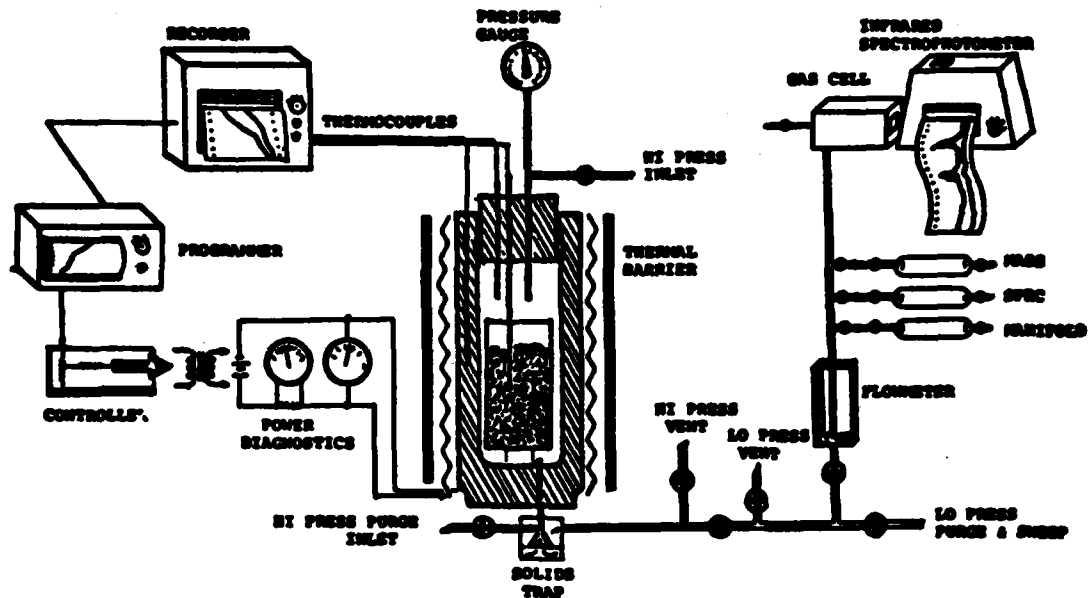 RECORDER
PRESSURE
GAUGE
INFRARED
SPECTROPHOTOMETER
GAS CELL
THERMOCOUPLES
HI PRESS
INLET
PROGRAMMER
THERMAL
BARRIER
MASS
SPEC
MANIFOLD
CONTROLLER
POWER
DIAGNOSTICS
FLOWMETER
HI PRESS
VENT
LO PRESS
VENT
HI PRESS PURGE
INLET
LO PRESS
PURGE & SWEEP
SOLIDS
TRAP